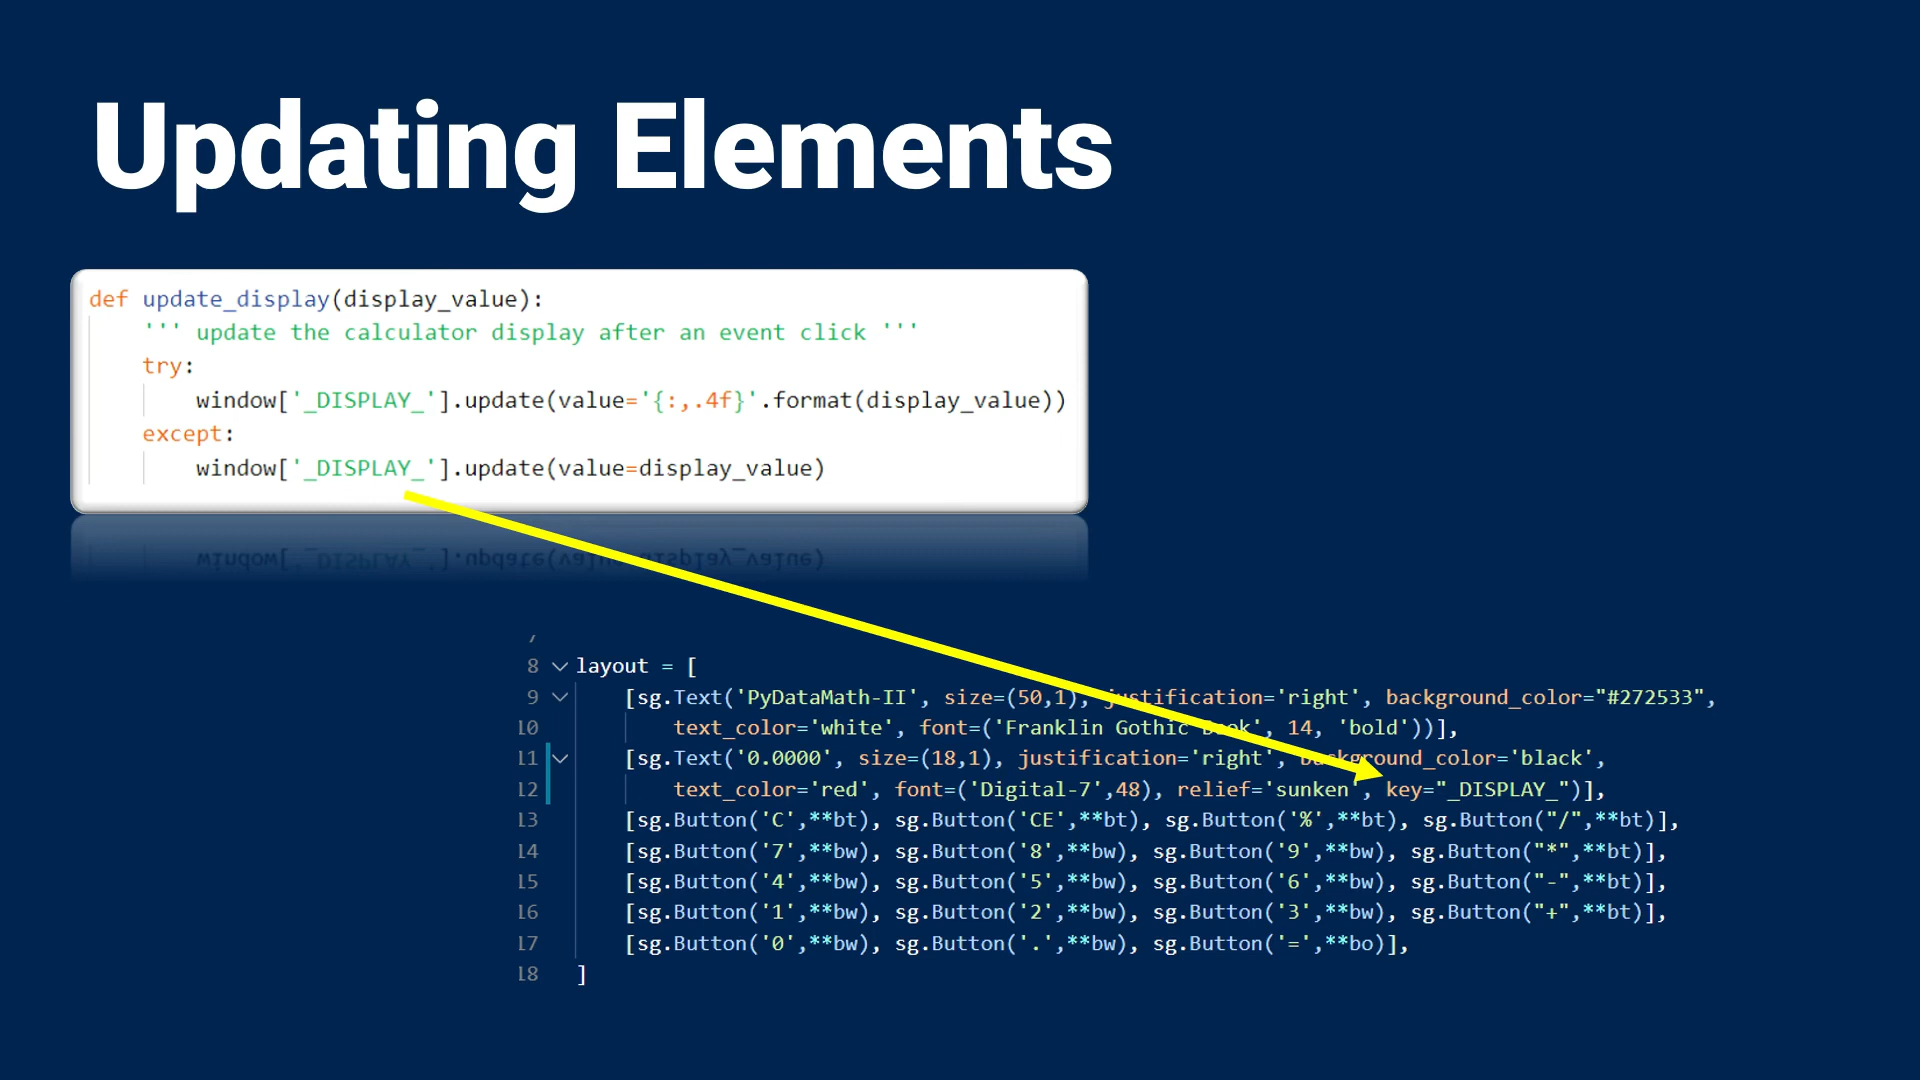 Updating Elements
def update_display(display_value):
''' update the calculator display after an event click '''
try:
window['_DISPLAY_'].update(value='{:,.4f}'.format(display_value))
except:
window['_DISPLAY_'].update(value=display_value)
8 layout = [
9 [sg.Text('PyDataMath-II', size=(50,1), justification='right', background_color="#272533",
10 text_color='white', font=('Franklin Gothic Book', 14, 'bold'))],
11 [sg.Text('0.0000', size=(18,1), justification='right', background_color='black',
12 text_color='red', font=('Digital-7',48), relief='sunken', key="_DISPLAY_")],
13 [sg.Button('C',**bt), sg.Button('CE',**bt), sg.Button('%',**bt), sg.Button("/",**bt)],
14 [sg.Button('7',**bw), sg.Button('8',**bw), sg.Button('9',**bw), sg.Button("*",**bt)],
15 [sg.Button('4',**bw), sg.Button('5',**bw), sg.Button('6',**bw), sg.Button("-",**bt)],
16 [sg.Button('1',**bw), sg.Button('2',**bw), sg.Button('3',**bw), sg.Button("+",**bt)],
17 [sg.Button('0',**bw), sg.Button('.',**bw), sg.Button('=',**bo)],
18 ]